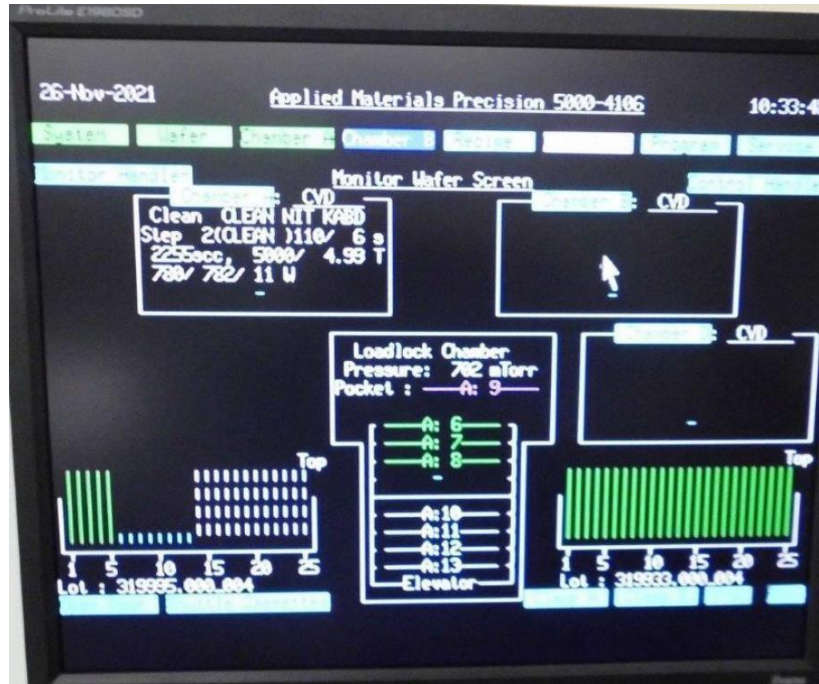 ProLite E1980SD
26-Nov-2021 Applied Materials Precision 5000-4106 10:33:4
System Wafer Chamber A Chamber B Recipe Program Service
Monitor Handler Monitor Wafer Screen Control Handle
Chamber : CVD
Clean CLEAN NIT KABD
Step 2(CLEAN )110/ 6 s
2255scc, 5000/ 4.99 T
780/ 782/ 11 W
Chamber : CVD
Chamber : CVD
Loadlock Chamber
Pressure: 702 mTorr
Pocket : A: 9
A: 6
A: 7
A: 8
A:10
A:11
A:12
A:13
Elevator
Top
1 5 10 15 20 25
Lot : 319995.000.004
Top
1 5 10 15 20 25
Lot : 319933.000.004